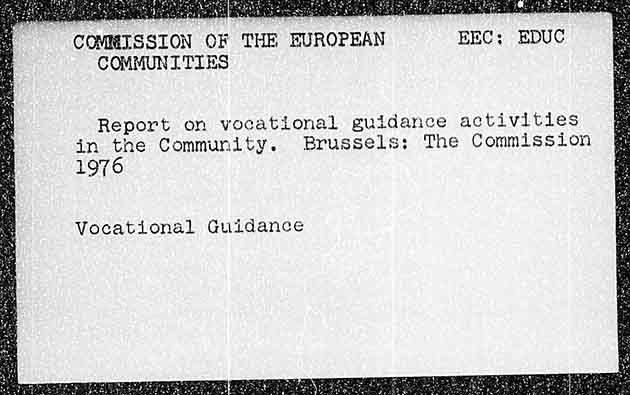 COMMISSION OF THE EUROPEAN EEC: EDUC
COMMUNITIES
Report on vocational guidance activities
in the Community. Brussels: The Commission
1976
Vocational Guidance